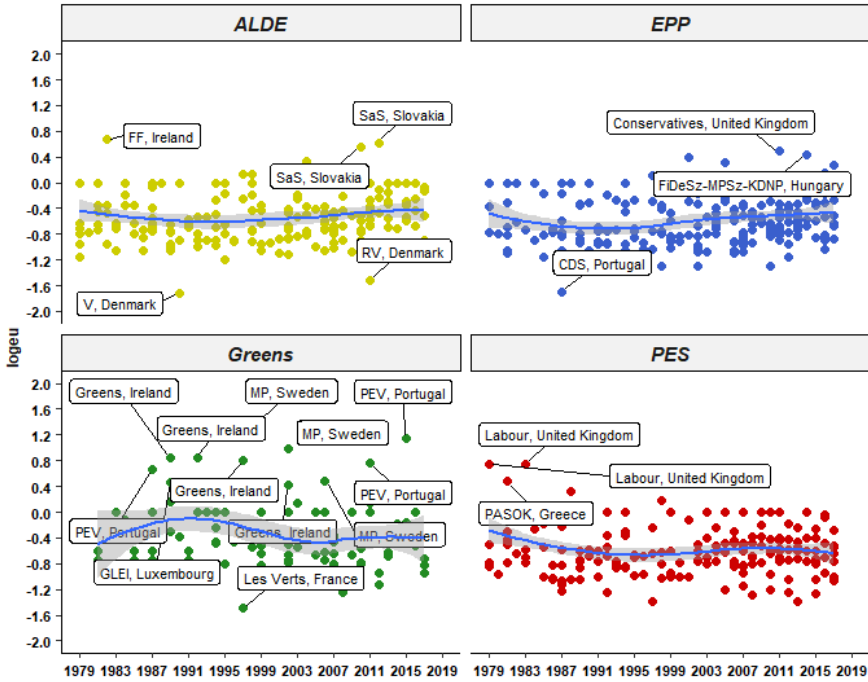 ALDE
EPP
logeu
2.0
1.6
1.2
0.8
0.4
0.0
-0.4
-0.8
-1.2
-1.6
-2.0
FF, Ireland
SaS, Slovakia
SaS, Slovakia
RV, Denmark
V, Denmark
Conservatives, United Kingdom
FiDeSz-MPSz-KDNP, Hungary
CDS, Portugal
Greens
PES
2.0
1.6
1.2
0.8
0.4
0.0
-0.4
-0.8
-1.2
-1.6
-2.0
Greens, Ireland
MP, Sweden
PEV, Portugal
Greens, Ireland
MP, Sweden
Greens, Ireland
PEV, Portugal
PEV, Portugal
Greens, Ireland
MP, Sweden
GLEI, Luxembourg
Les Verts, France
Labour, United Kingdom
Labour, United Kingdom
PASOK, Greece
1979 1983 1987 1991 1995 1999 2003 2007 2011 2015 2019
1979 1983 1987 1991 1995 1999 2003 2007 2011 2015 2019